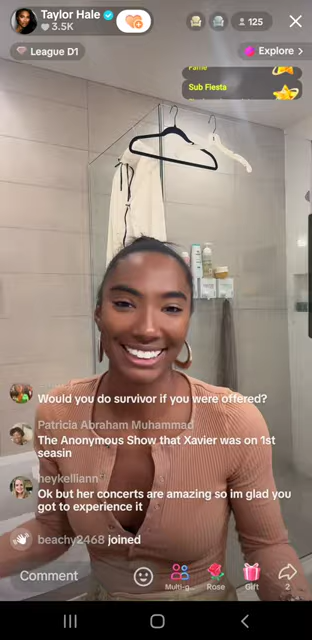 Taylor Hale
3.5K
125
League D1
Explore >
Fame
Sub Fiesta
Would you do survivor if you were offered?
Patricia Abraham Muhammad
The Anonymous Show that Xavier was on 1st
seasin
heykelliann
Ok but her concerts are amazing so im glad you
got to experience it
beachy2468 joined
Comment
Multi-g...
Rose
Gift
2